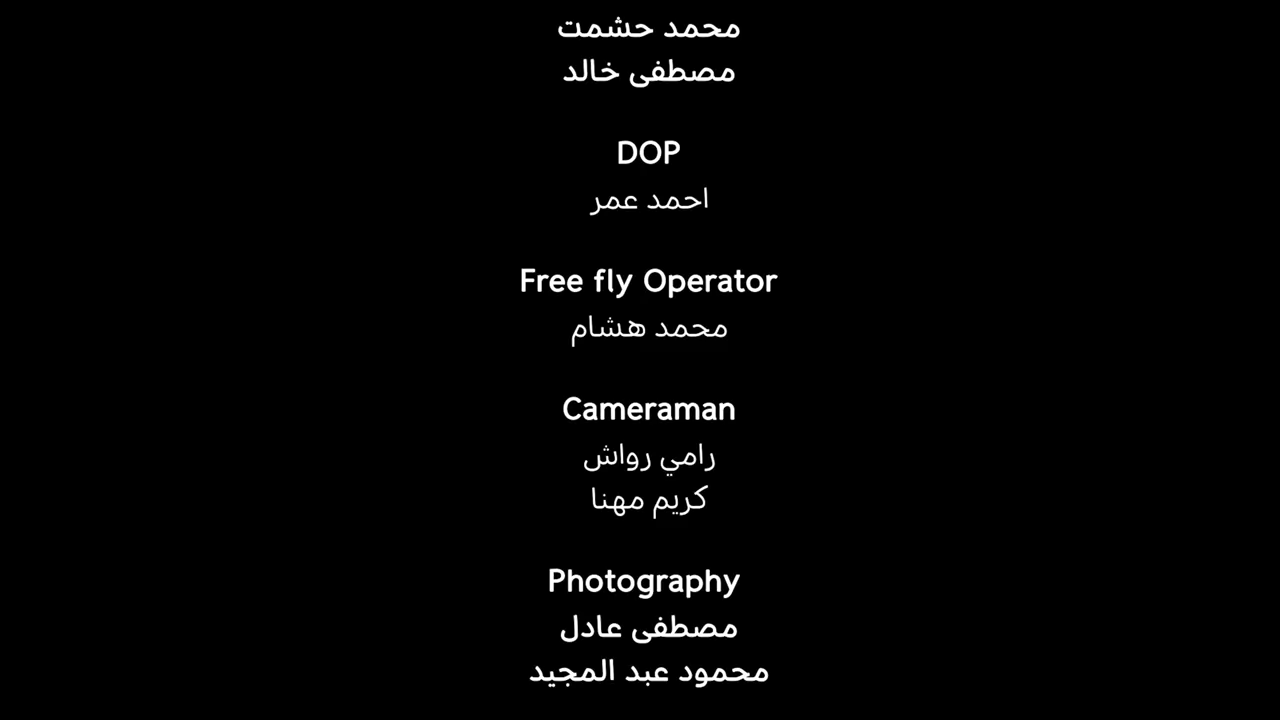 محمد حشمت
مصطفى خالد
DOP
احمد عمر
Free fly Operator
محمد هشام
Cameraman
رامي رواش
كريم مهنا
Photography
مصطفى عادل
محمود عبد المجيد